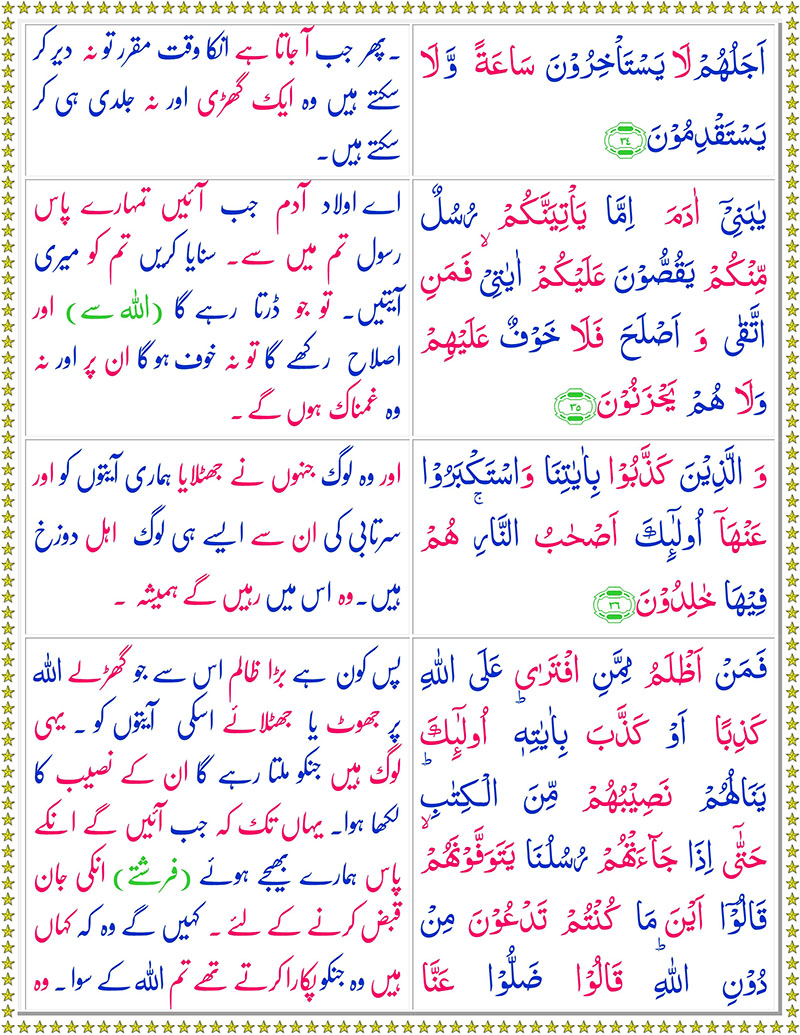 اَجَلُهُمْ لَا يَسْتَاْخِرُوْنَ سَاعَةً وَّلَا
يَسْتَقْدِمُوْنَ ٣٤
۔پھر جب آ جاتا ہے انکا وقت مقرر تو نہ دیر کر
سکتے ہیں وہ ایک گھڑی اور نہ جلدی ہی کر
سکتے ہیں۔
يٰبَنِيْٓ اٰدَمَ اِمَّا يَاْتِيَنَّكُمْ رُسُلٌ
مِّنْكُمْ يَقُصُّوْنَ عَلَيْكُمْ اٰيٰتِيْ ۙ فَمَنِ
اتَّقٰى وَ اَصْلَحَ فَلَا خَوْفٌ عَلَيْهِمْ
وَلَا هُمْ يَحْزَنُوْنَ ٣٥
اے اولاد آدم جب آئیں تمہارے پاس
رسول تم میں سے۔ سنایا کریں تم کو میری
آیتیں۔ تو جو ڈرتا رہے گا (اللہ سے) اور
اصلاح رکھے گا تو نہ خوف ہو گا ان پر اور نہ
وہ غمناک ہوں گے۔
وَ الَّذِيْنَ كَذَّبُوْا بِاٰيٰتِنَا وَاسْتَكْبَرُوْا
عَنْهَاۤ اُولٰٓئِكَ اَصْحٰبُ النَّارِ ۚ هُمْ
فِيْهَا خٰلِدُوْنَ ٣٦
اور وہ لوگ جنہوں نے جھٹلایا ہماری آیتوں کو اور
سرتابی کی ان سے ایسے ہی لوگ اہل دوزخ
ہیں۔ وہ اس میں رہیں گے ہمیشہ ۔
فَمَنْ اَظْلَمُ مِمَّنِ افْتَرٰى عَلَى اللّٰهِ
كَذِبًا اَوْ كَذَّبَ بِاٰيٰتِهٖ ؕ اُولٰٓئِكَ
يَنَالُهُمْ نَصِيْبُهُمْ مِّنَ الْكِتٰبِ ؕ
حَتّٰٓى اِذَا جَآءَتْهُمْ رُسُلُنَا يَتَوَفَّوْنَهُمْ ۙ
قَالُوْۤا اَيْنَ مَا كُنْتُمْ تَدْعُوْنَ مِنْ
دُوْنِ اللّٰهِ ؕ قَالُوْا ضَلُّوْا عَنَّا
پس کون ہے بڑا ظالم اس سے جو گھڑ لے اللہ
پر جھوٹ یا جھٹلائے اسکی آیتوں کو ۔ یہی
لوگ ہیں جنکو ملتا رہے گا ان کے نصیب کا
لکھا ہوا۔ یہاں تک کہ جب آئیں گے انکے
پاس ہمارے بھیجے ہوئے (فرشتے) انکی جان
قبض کرنے کے لئے ۔ کہیں گے وہ کہ کہاں
ہیں وہ جنکو پکارا کرتے تھے تم اللہ کے سوا ۔ وہ